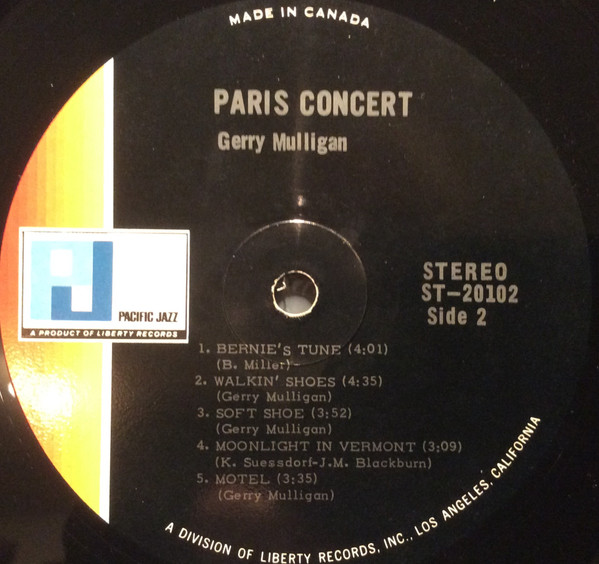 MADE IN CANADA
PARIS CONCERT
Gerry Mulligan
PJ
PACIFIC JAZZ
A PRODUCT OF LIBERTY RECORDS
STEREO
ST-20102
Side 2
1. BERNIE'S TUNE (4:01)
(B. Miller)
2. WALKIN' SHOES (4:35)
(Gerry Mulligan)
3. SOFT SHOE (3:52)
(Gerry Mulligan)
4. MOONLIGHT IN VERMONT (3:09)
(K. Suessdorf-J.M. Blackburn)
5. MOTEL (3:35)
(Gerry Mulligan)
A DIVISION OF LIBERTY RECORDS, INC., LOS ANGELES, CALIFORNIA